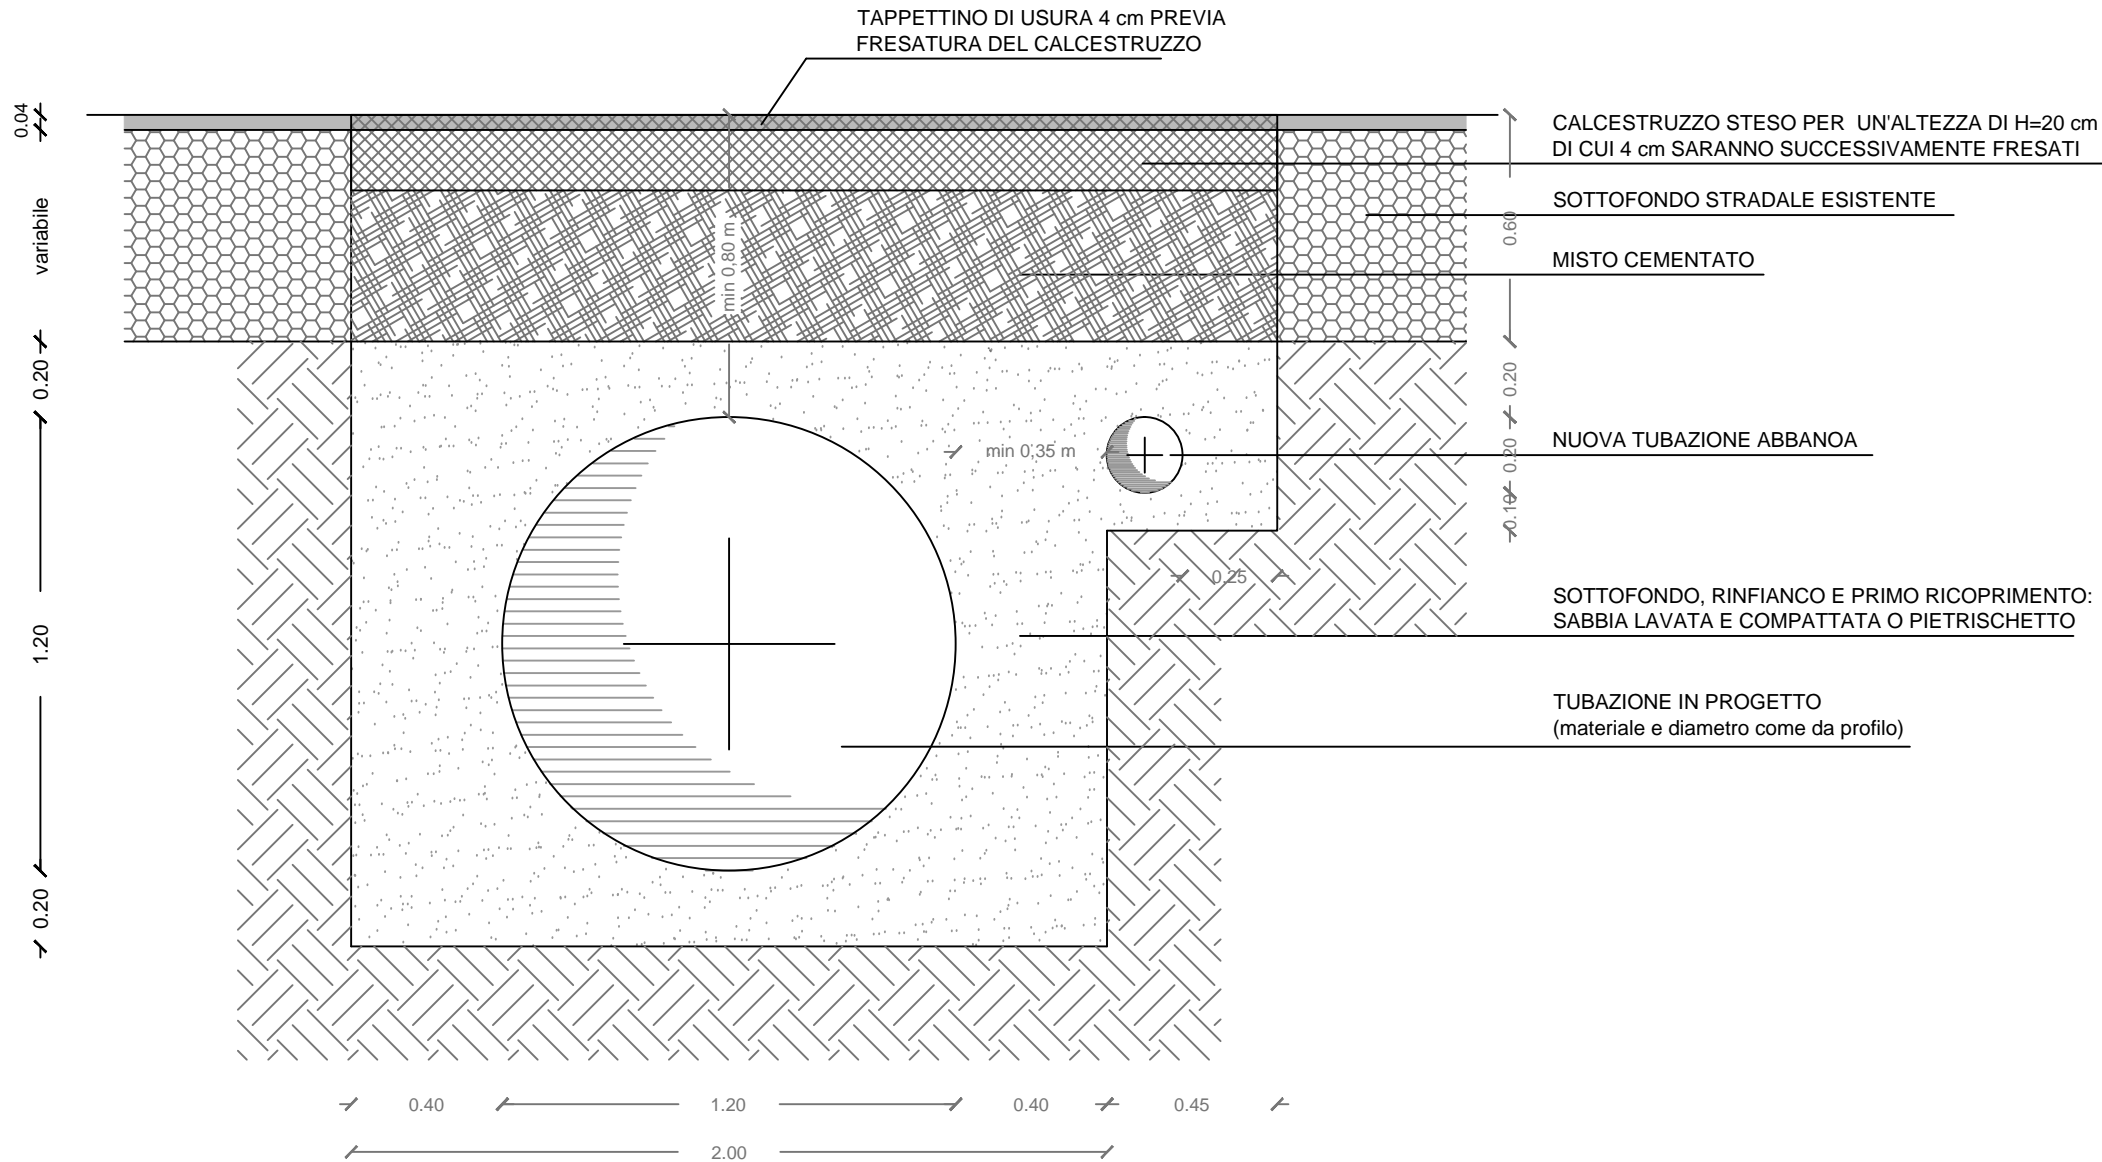 TAPPETTINO DI USURA 4 cm PREVIA
FRESATURA DEL CALCESTRUZZO
0.04
variabile
0.20
1.20
0.20
min 0,80 m
min 0,35 m
CALCESTRUZZO STESO PER UN'ALTEZZA DI H=20 cm
DI CUI 4 cm SARANNO SUCCESSIVAMENTE FRESATI
SOTTOFONDO STRADALE ESISTENTE
0.60
MISTO CEMENTATO
0.20
NUOVA TUBAZIONE ABBANOA
0.20
0.10
0.25
SOTTOFONDO, RINFIANCO E PRIMO RICOPRIMENTO:
SABBIA LAVATA E COMPATTATA O PIETRISCHETTO
TUBAZIONE IN PROGETTO
(materiale e diametro come da profilo)
0.40
1.20
0.40
0.45
2.00